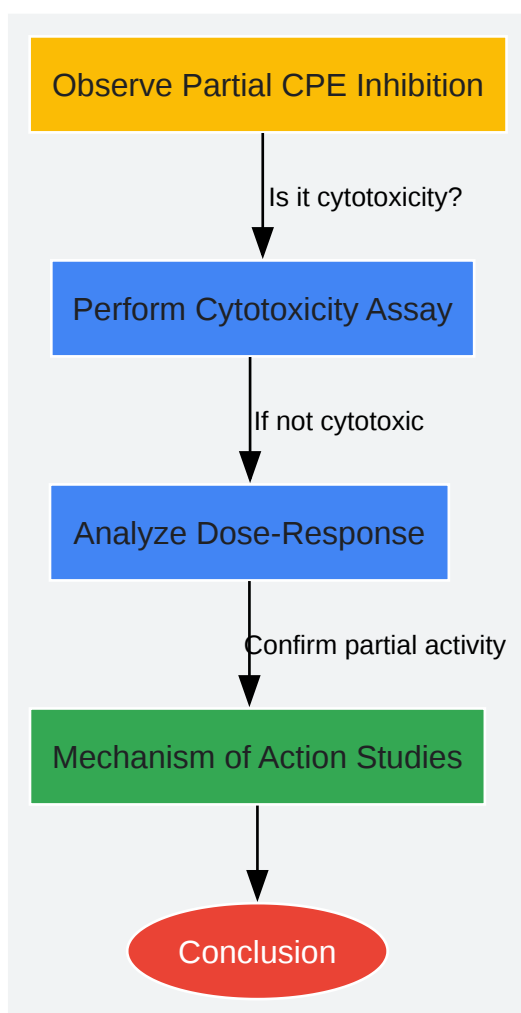 Observe Partial CPE Inhibition
Is it cytotoxicity?
Perform Cytotoxicity Assay
If not cytotoxic
Analyze Dose-Response
Confirm partial activity
Mechanism of Action Studies
Conclusion